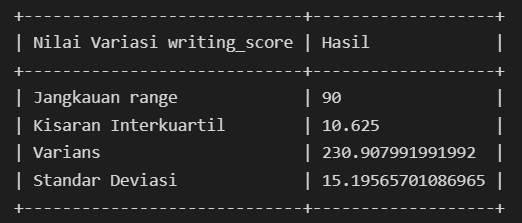 Nilai Variasi writing_score | Hasil
Jangkauan range | 90
Kisaran Interkuartil | 10.625
Varians | 230.907991991992
Standar Deviasi | 15.19565701086965